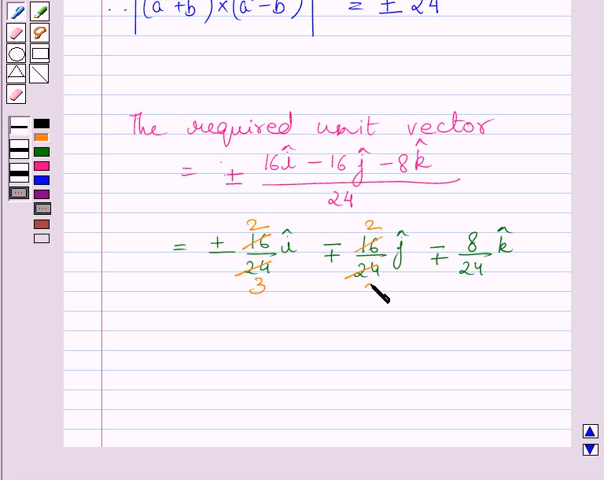 ∴ |(a + b) × (a - b)| = ± 24
The required unit vector
= ± (16î - 16ĵ - 8k̂)/24
= ± 2 16/24 3 î ∓ 2 16/24 ĵ ∓ 8/24 k̂